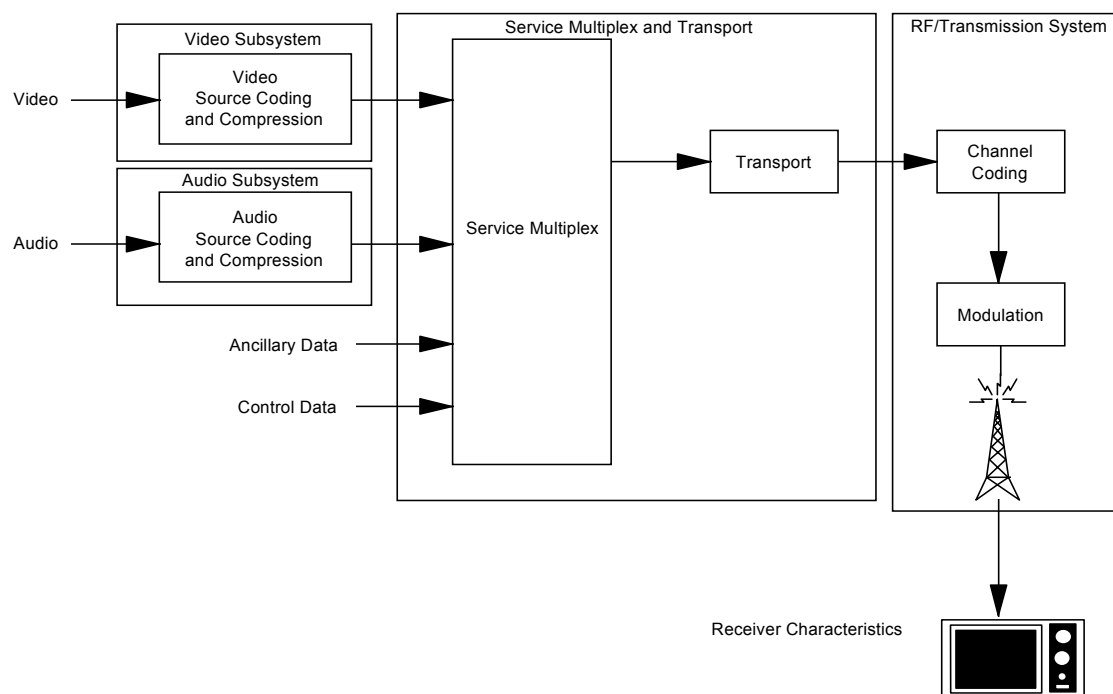 Video Subsystem
Service Multiplex and Transport
RF/Transmission System
Video
Video
Source Coding
and Compression
Audio Subsystem
Audio
Audio
Source Coding
and Compression
Service Multiplex
Transport
Channel
Coding
Modulation
Ancillary Data
Control Data
Receiver Characteristics